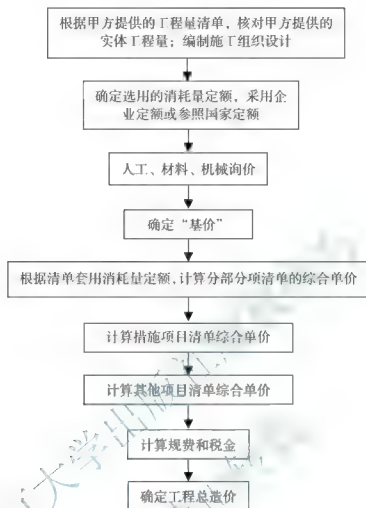 根据甲方提供的工程量清单，核对甲方提供的
实体工程量；编制施工组织设计
确定选用的消耗量定额，采用企
业定额或参照国家定额
人工、材料、机械询价
确定“基价”
根据清单套用消耗量定额、计算分部分项清单的综合单价
计算措施项目清单综合单价
计算其他项目清单综合单价
计算规费和税金
确定工程总造价
大学出版